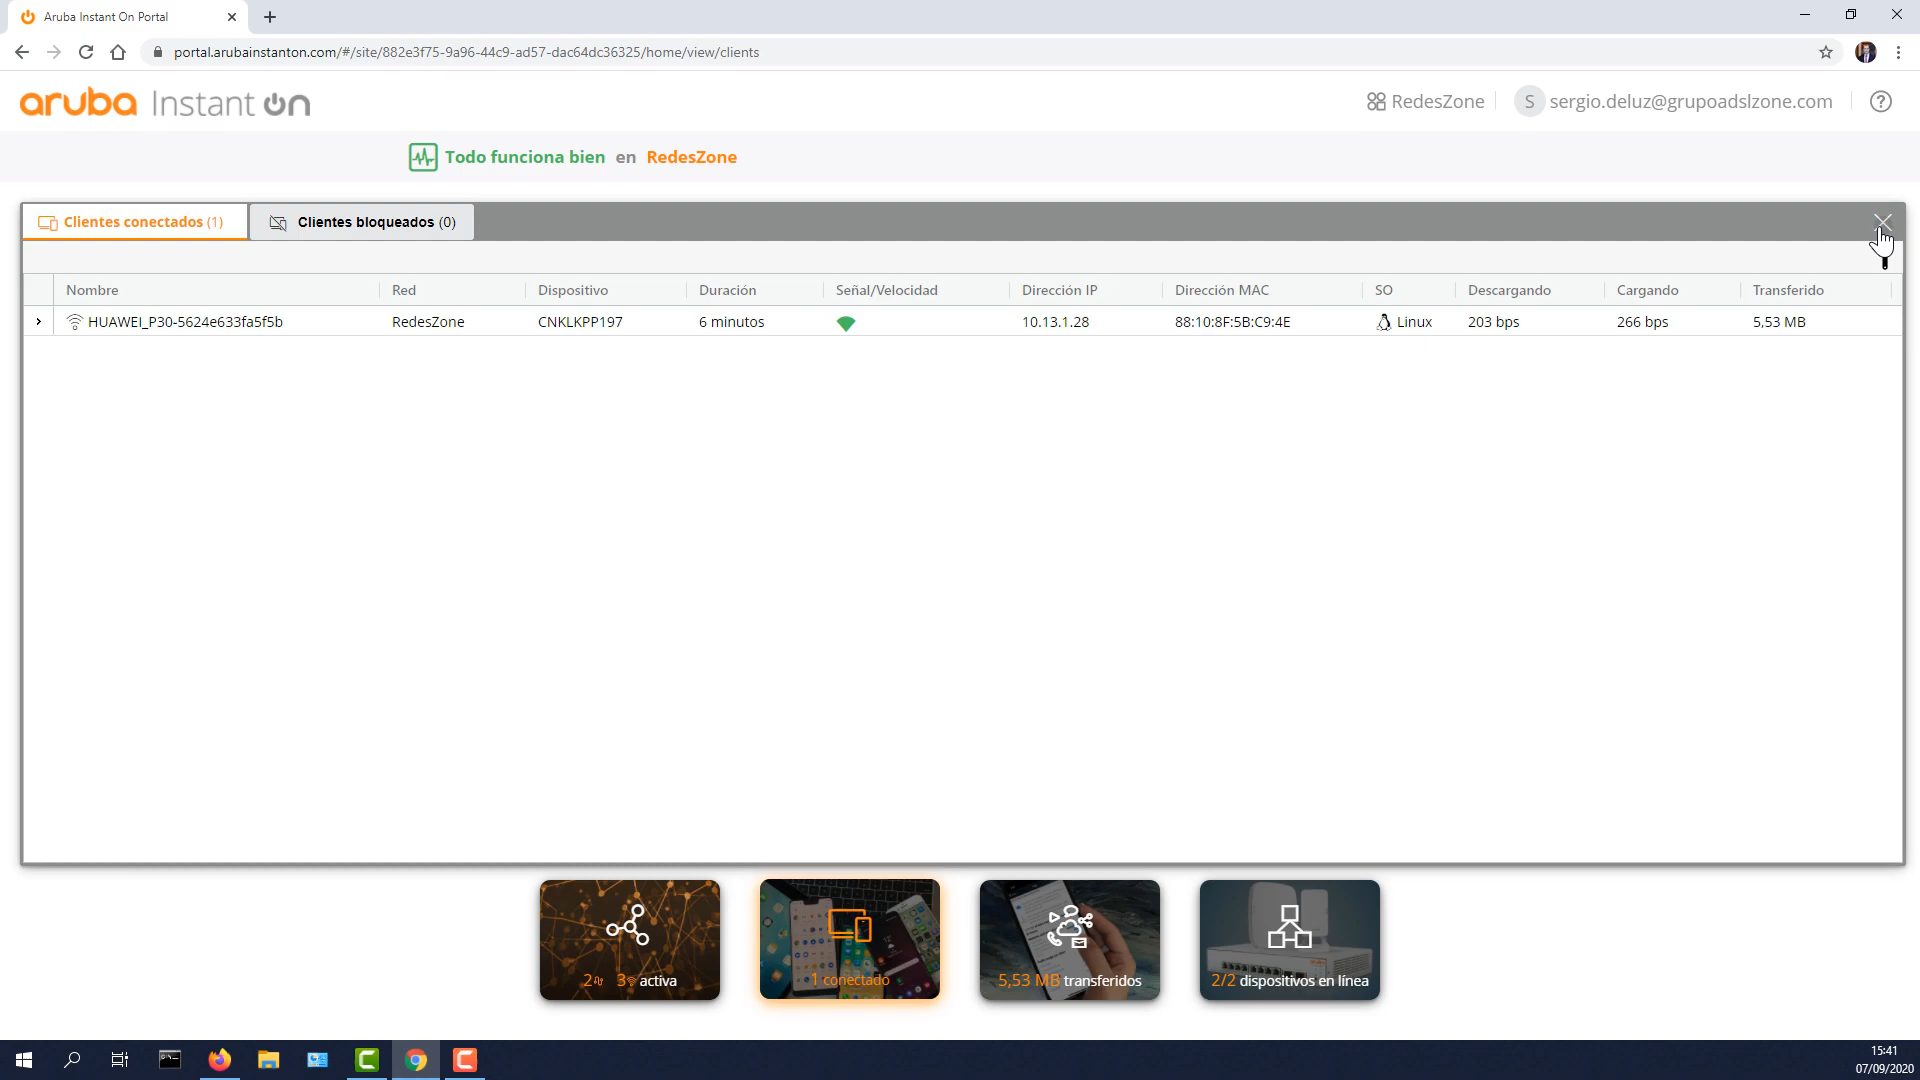 Aruba Instant On Portal
portal.arubainstanton.com/#/site/882e3f75-9a96-44c9-ad57-dac64dc36325/home/view/clients
aruba Instant On
RedesZone
S sergio.deluz@grupoadslzone.com
?
Todo funciona bien en RedesZone
Clientes conectados (1)
Clientes bloqueados (0)
Nombre Red Dispositivo Duración Señal/Velocidad Dirección IP Dirección MAC SO Descargando Cargando Transferido
HUAWEI_P30-5624e633fa5f5b RedesZone CNKLKPP197 6 minutos 10.13.1.28 88:10:8F:5B:C9:4E Linux 203 bps 266 bps 5,53 MB
2 3 activa
1 conectado
5,53 MB transferidos
2/2 dispositivos en línea
15:41
07/09/2020